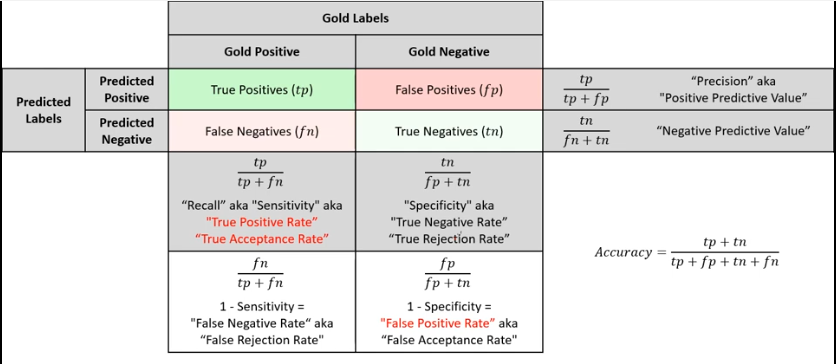 Gold Labels
Gold Positive
Gold Negative
Predicted
Labels
Predicted
Positive
True Positives (tp)
False Positives (fp)
tp
tp + fp
“Precision” aka
"Positive Predictive Value”
Predicted
Negative
False Negatives (fn)
True Negatives (tn)
tn
fn + tn
“Negative Predictive Value”
tp
tp + fn
“Recall” aka "Sensitivity" aka
"True Positive Rate”
“True Acceptance Rate”
tn
fp + tn
"Specificity" aka
"True Negative Rate”
“True Rejection Rate”
Accuracy =
tp + tn
tp + fp + tn + fn
fn
tp + fn
1 - Sensitivity =
"False Negative Rate“ aka
“False Rejection Rate"
fp
fp + tn
1 - Specificity =
"False Positive Rate” aka
“False Acceptance Rate"